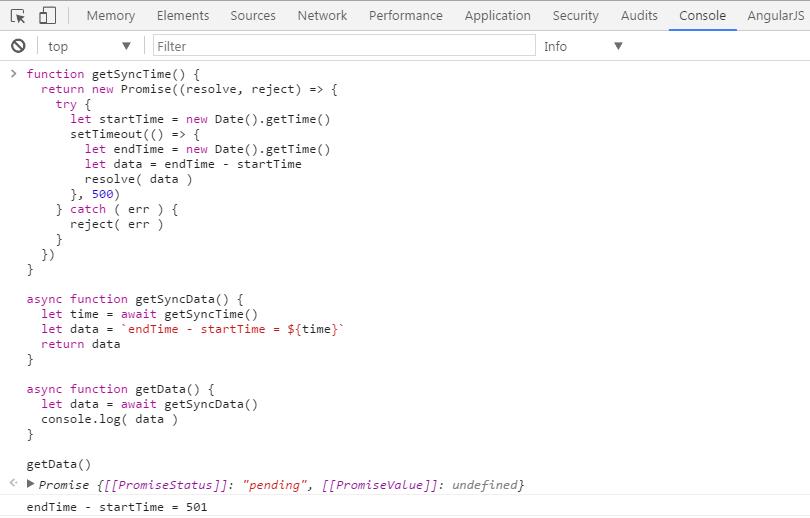 Memory Elements Sources Network Performance Application Security Audits Console AngularJS
top ▼ Filter Info ▼
> function getSyncTime() {
return new Promise((resolve, reject) => {
try {
let startTime = new Date().getTime()
setTimeout(() => {
let endTime = new Date().getTime()
let data = endTime - startTime
resolve( data )
}, 500)
} catch ( err ) {
reject( err )
}
})
}
async function getSyncData() {
let time = await getSyncTime()
let data = `endTime - startTime = ${time}`
return data
}
async function getData() {
let data = await getSyncData()
console.log( data )
}
getData()
Promise {[[PromiseStatus]]: "pending", [[PromiseValue]]: undefined}
endTime - startTime = 501